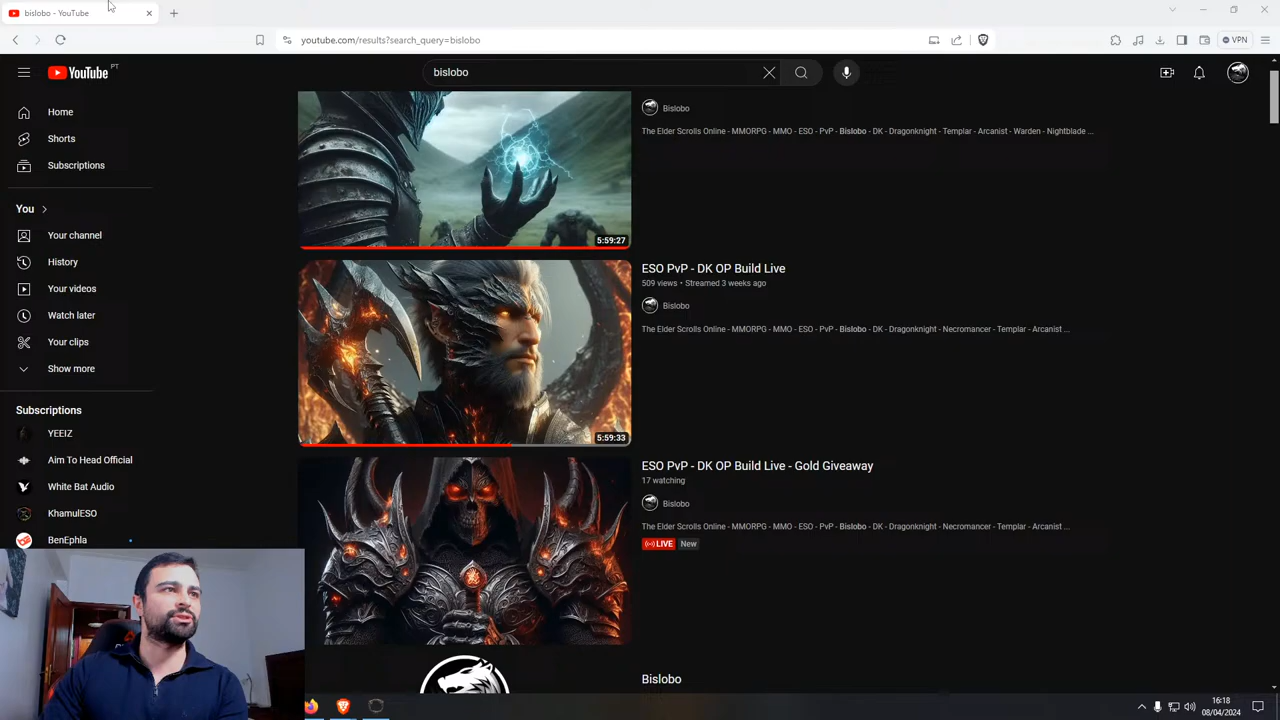 bislobo - YouTube
youtube.com/results?search_query=bislobo
VPN
YouTube PT
bislobo
Home
Shorts
Subscriptions
You
Your channel
History
Your videos
Watch later
Your clips
Show more
Subscriptions
YEEIZ
Aim To Head Official
White Bat Audio
KhamulESO
BenEphla
Bislobo
The Elder Scrolls Online - MMORPG - MMO - ESO - PvP - Bislobo - DK - Dragonknight - Templar - Arcanist - Warden - Nightblade ...
5:59:27
ESO PvP - DK OP Build Live
509 views • Streamed 3 weeks ago
Bislobo
The Elder Scrolls Online - MMORPG - MMO - ESO - PvP - Bislobo - DK - Dragonknight - Necromancer - Templar - Arcanist ...
5:59:33
ESO PvP - DK OP Build Live - Gold Giveaway
17 watching
Bislobo
The Elder Scrolls Online - MMORPG - MMO - ESO - PvP - Bislobo - DK - Dragonknight - Necromancer - Templar - Arcanist ...
LIVE New
Bislobo
16:18
08/04/2024